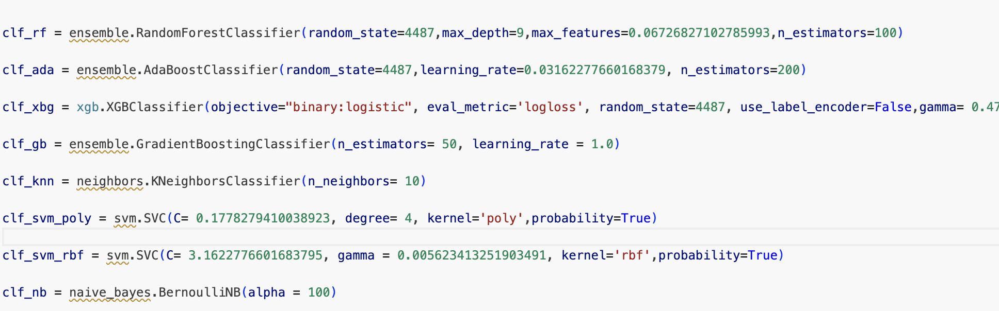 clf_rf = ensemble.RandomForestClassifier(random_state=4487,max_depth=9,max_features=0.06726827102785993,n_estimators=100)
clf_ada = ensemble.AdaBoostClassifier(random_state=4487,learning_rate=0.03162277660168379, n_estimators=200)
clf_xbg = xgb.XGBClassifier(objective="binary:logistic", eval_metric='logloss', random_state=4487, use_label_encoder=False,gamma= 0.47
clf_gb = ensemble.GradientBoostingClassifier(n_estimators= 50, learning_rate = 1.0)
clf_knn = neighbors.KNeighborsClassifier(n_neighbors= 10)
clf_svm_poly = svm.SVC(C= 0.1778279410038923, degree= 4, kernel='poly',probability=True)
clf_svm_rbf = svm.SVC(C= 3.1622776601683795, gamma = 0.005623413251903491, kernel='rbf',probability=True)
clf_nb = naive_bayes.BernoulliNB(alpha = 100)